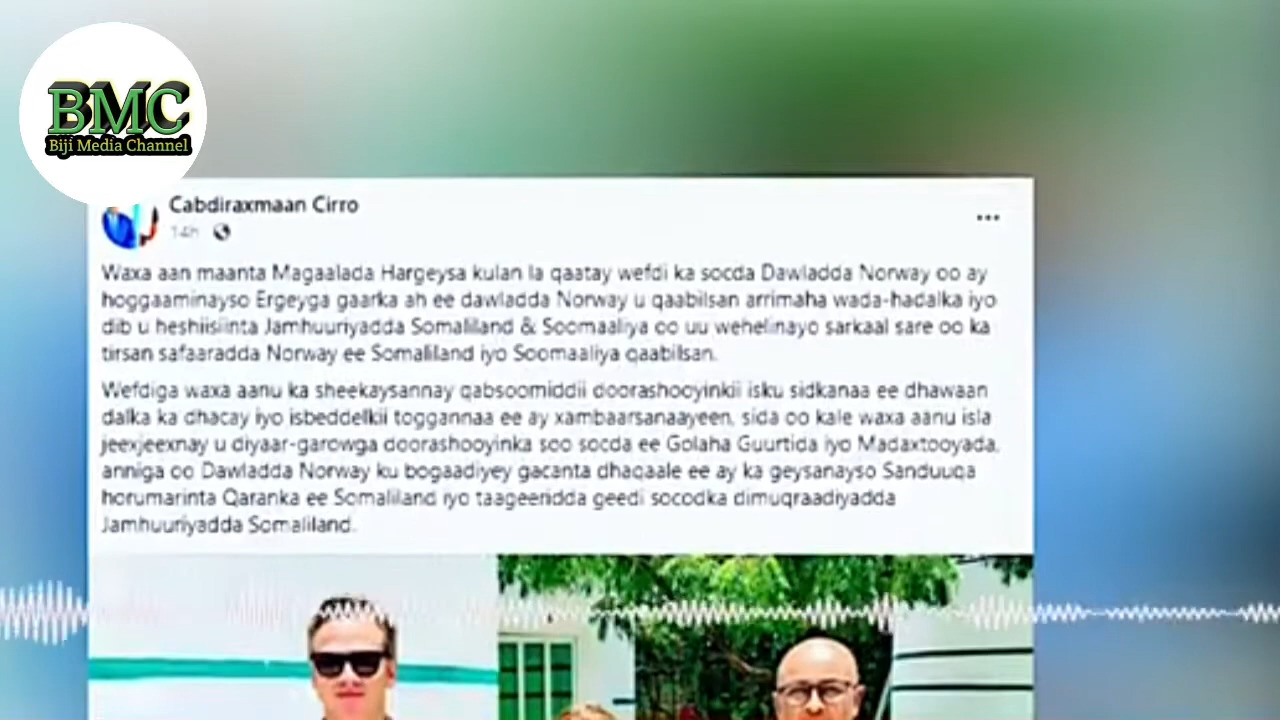 BMC
Biji Media Channel
Cabdiraxmaan Cirro
14h
Waxa aan maanta Magaalada Hargeysa kulan la qaatay wefdi ka socda Dawladda Norway oo ay
hoggaaminayso Ergeyga gaarka ah ee dawladda Norway u qaabilsan arrimaha wada-hadalka iyo
dib u heshiisiinta Jamhuuriyadda Somaliland & Soomaaliya oo uu wehelinayo sarkaal sare oo ka
tirsan safaaradda Norway ee Somaliland iyo Soomaaliya qaabilsan.
Wefdiga waxa aanu ka sheekaysannay qabsoomiddii doorashooyinkii isku sidkanaa ee dhawaan
dalka ka dhacay iyo isbeddelkii toggannaa ee ay xambaarsanaayeen, sida oo kale waxa aanu isla
jeexjeexnay u diyaar-garowga doorashooyinka soo socda ee Golaha Guurtida iyo Madaxtooyada,
anniga oo Dawladda Norway ku bogaadiyey gacanta dhaqaale ee ay ka geysanayso Sanduuqa
horumarinta Qaranka ee Somaliland iyo taageeridda geedi socodka dimuqraadiyadda
Jamhuuriyadda Somaliland.